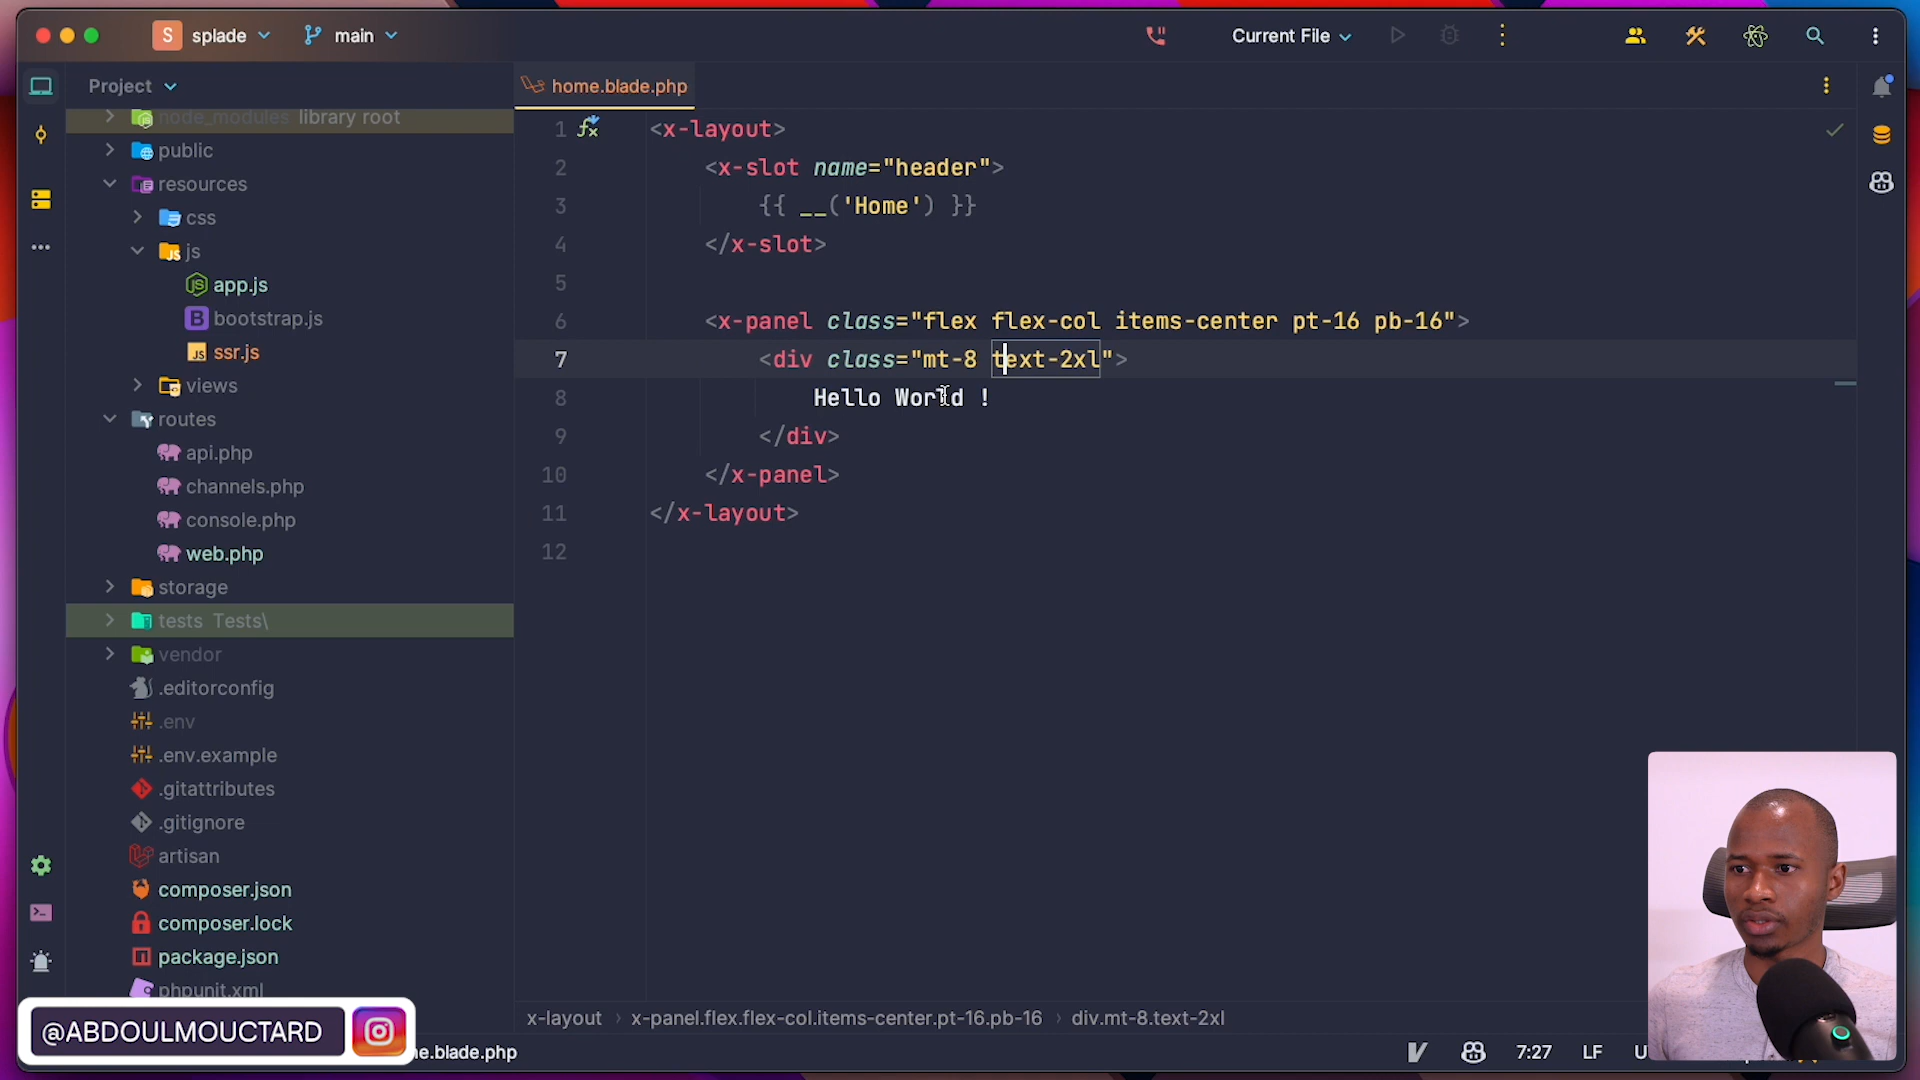 S splade main Current File
Project
home.blade.php
node_modules library root
public
resources
css
js
JS app.js
B bootstrap.js
JS ssr.js
views
routes
api.php
channels.php
console.php
web.php
storage
tests Tests\
vendor
.editorconfig
.env
.env.example
.gitattributes
.gitignore
artisan
composer.json
composer.lock
package.json
phpunit.xml
1 <x-layout>
2 <x-slot name="header">
3 {{ __('Home') }}
4 </x-slot>
5
6 <x-panel class="flex flex-col items-center pt-16 pb-16">
7 <div class="mt-8 text-2xl">
8 Hello World !
9 </div>
10 </x-panel>
11 </x-layout>
12
x-layout › x-panel.flex.flex-col.items-center.pt-16.pb-16 › div.mt-8.text-2xl
@ABDOULMOUCTARD
me.blade.php
7:27 LF U